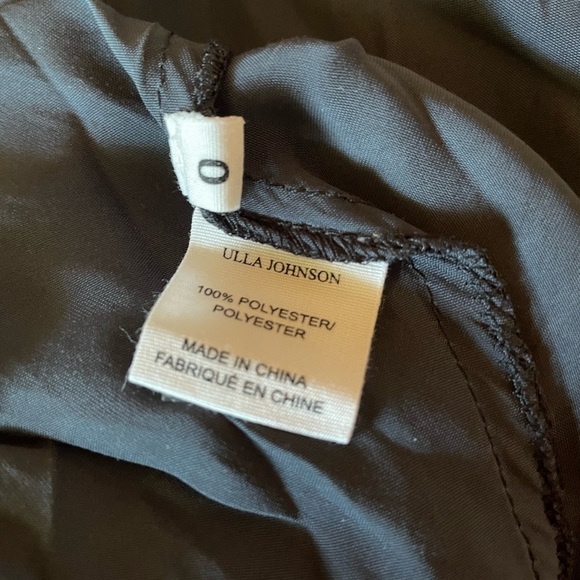 0
ULLA JOHNSON
100% POLYESTER/
POLYESTER
MADE IN CHINA
FABRIQUÉ EN CHINE